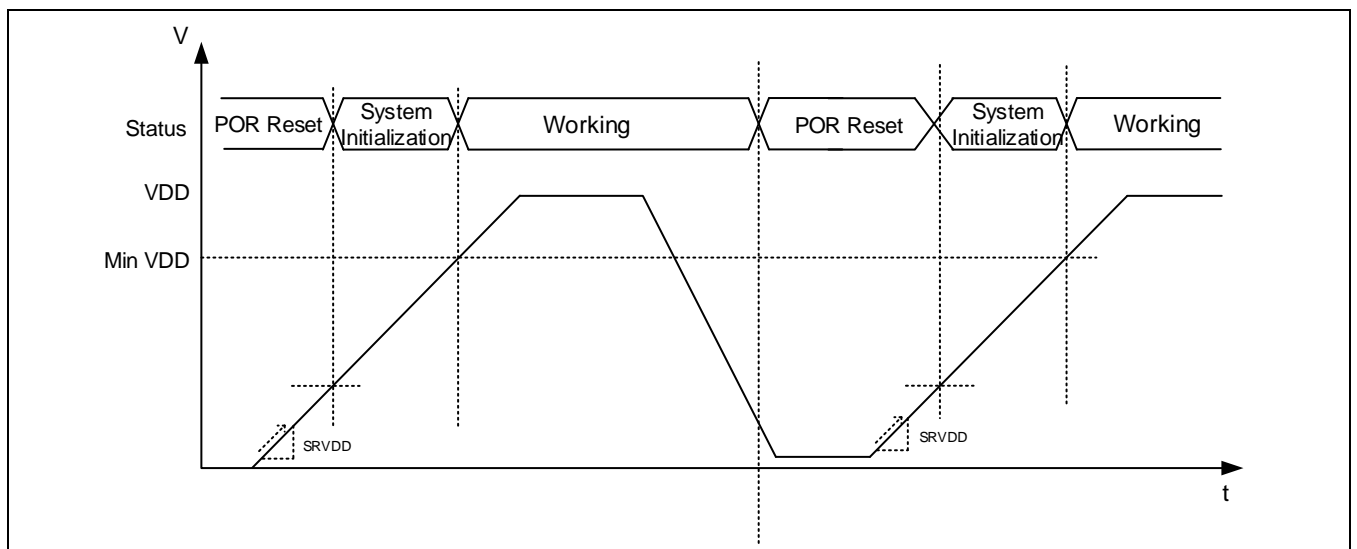 V
Status
POR Reset
System
Initialization
Working
POR Reset
System
Initialization
Working
VDD
Min VDD
SRVDD
SRVDD
t